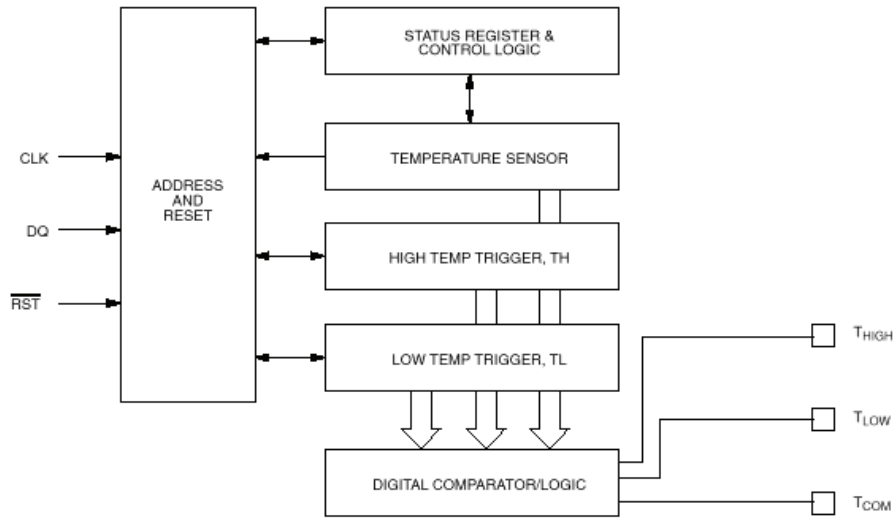 STATUS REGISTER &
CONTROL LOGIC
CLK
TEMPERATURE SENSOR
ADDRESS
AND
RESET
DQ
HIGH TEMP TRIGGER, TH
RST
LOW TEMP TRIGGER, TL
THIGH
TLOW
DIGITAL COMPARATOR/LOGIC
TCOM